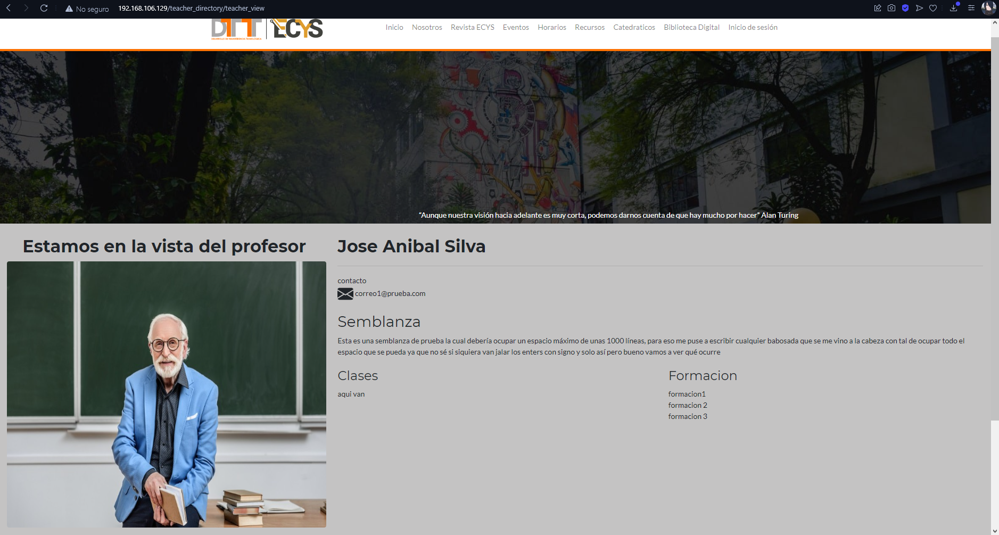 No seguro 192.168.106.129/teacher_directory/teacher_view
DTT DESARROLLO DE TRANSFERENCIA TECNOLÓGICA ECYS
Inicio Nosotros Revista ECYS Eventos Horarios Recursos Catedraticos Biblioteca Digital Inicio de sesión
“Aunque nuestra visión hacia adelante es muy corta, podemos darnos cuenta de que hay mucho por hacer” Alan Turing
Estamos en la vista del profesor
Jose Anibal Silva
contacto
correo1@prueba.com
Semblanza
Esta es una semblanza de prueba la cual debería ocupar un espacio máximo de unas 1000 líneas, para eso me puse a escribir cualquier babosada que se me vino a la cabeza con tal de ocupar todo el
espacio que se pueda ya que no sé si siquiera van jalar los enters con signo y solo así pero bueno vamos a ver qué ocurre
Clases
aqui van
Formacion
formacion1
formacion 2
formacion 3